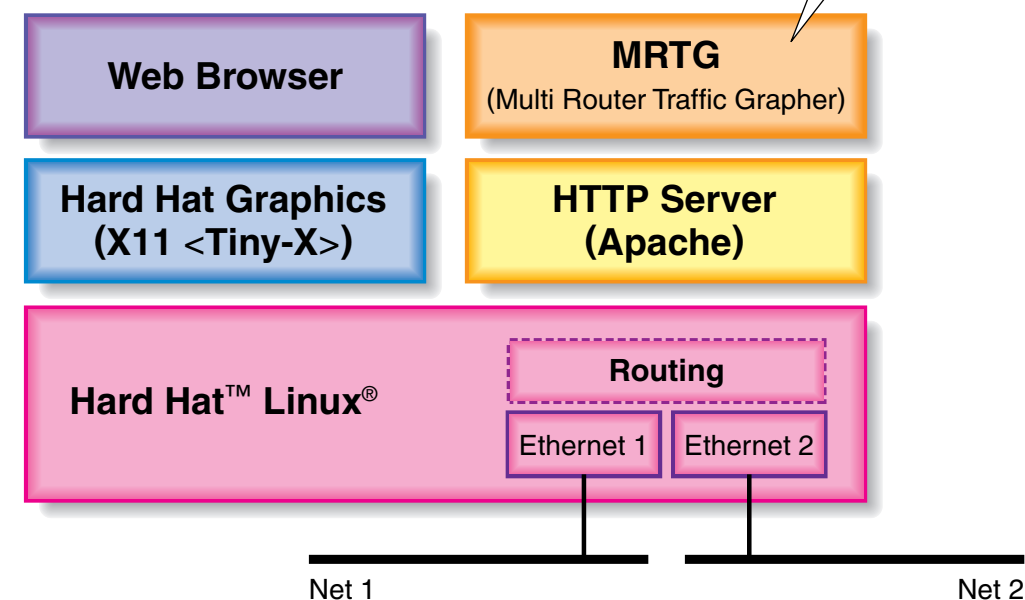 Web Browser
MRTG
(Multi Router Traffic Grapher)
Hard Hat Graphics
(X11 <Tiny-X>)
HTTP Server
(Apache)
Hard Hat™ Linux®
Routing
Ethernet 1
Ethernet 2
Net 1
Net 2